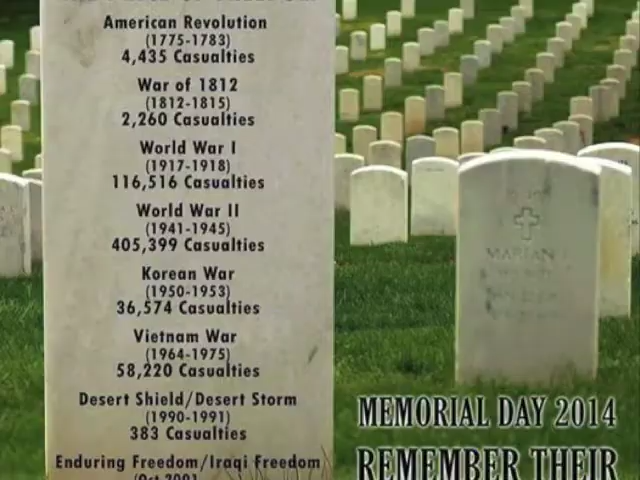 American Revolution
(1775-1783)
4,435 Casualties
War of 1812
(1812-1815)
2,260 Casualties
World War I
(1917-1918)
116,516 Casualties
World War II
(1941-1945)
405,399 Casualties
Korean War
(1950-1953)
36,574 Casualties
Vietnam War
(1964-1975)
58,220 Casualties
Desert Shield/Desert Storm
(1990-1991)
383 Casualties
Enduring Freedom/Iraqi Freedom
(Oct 2001
MARIAN
MEMORIAL DAY 2014
REMEMBER THEIR